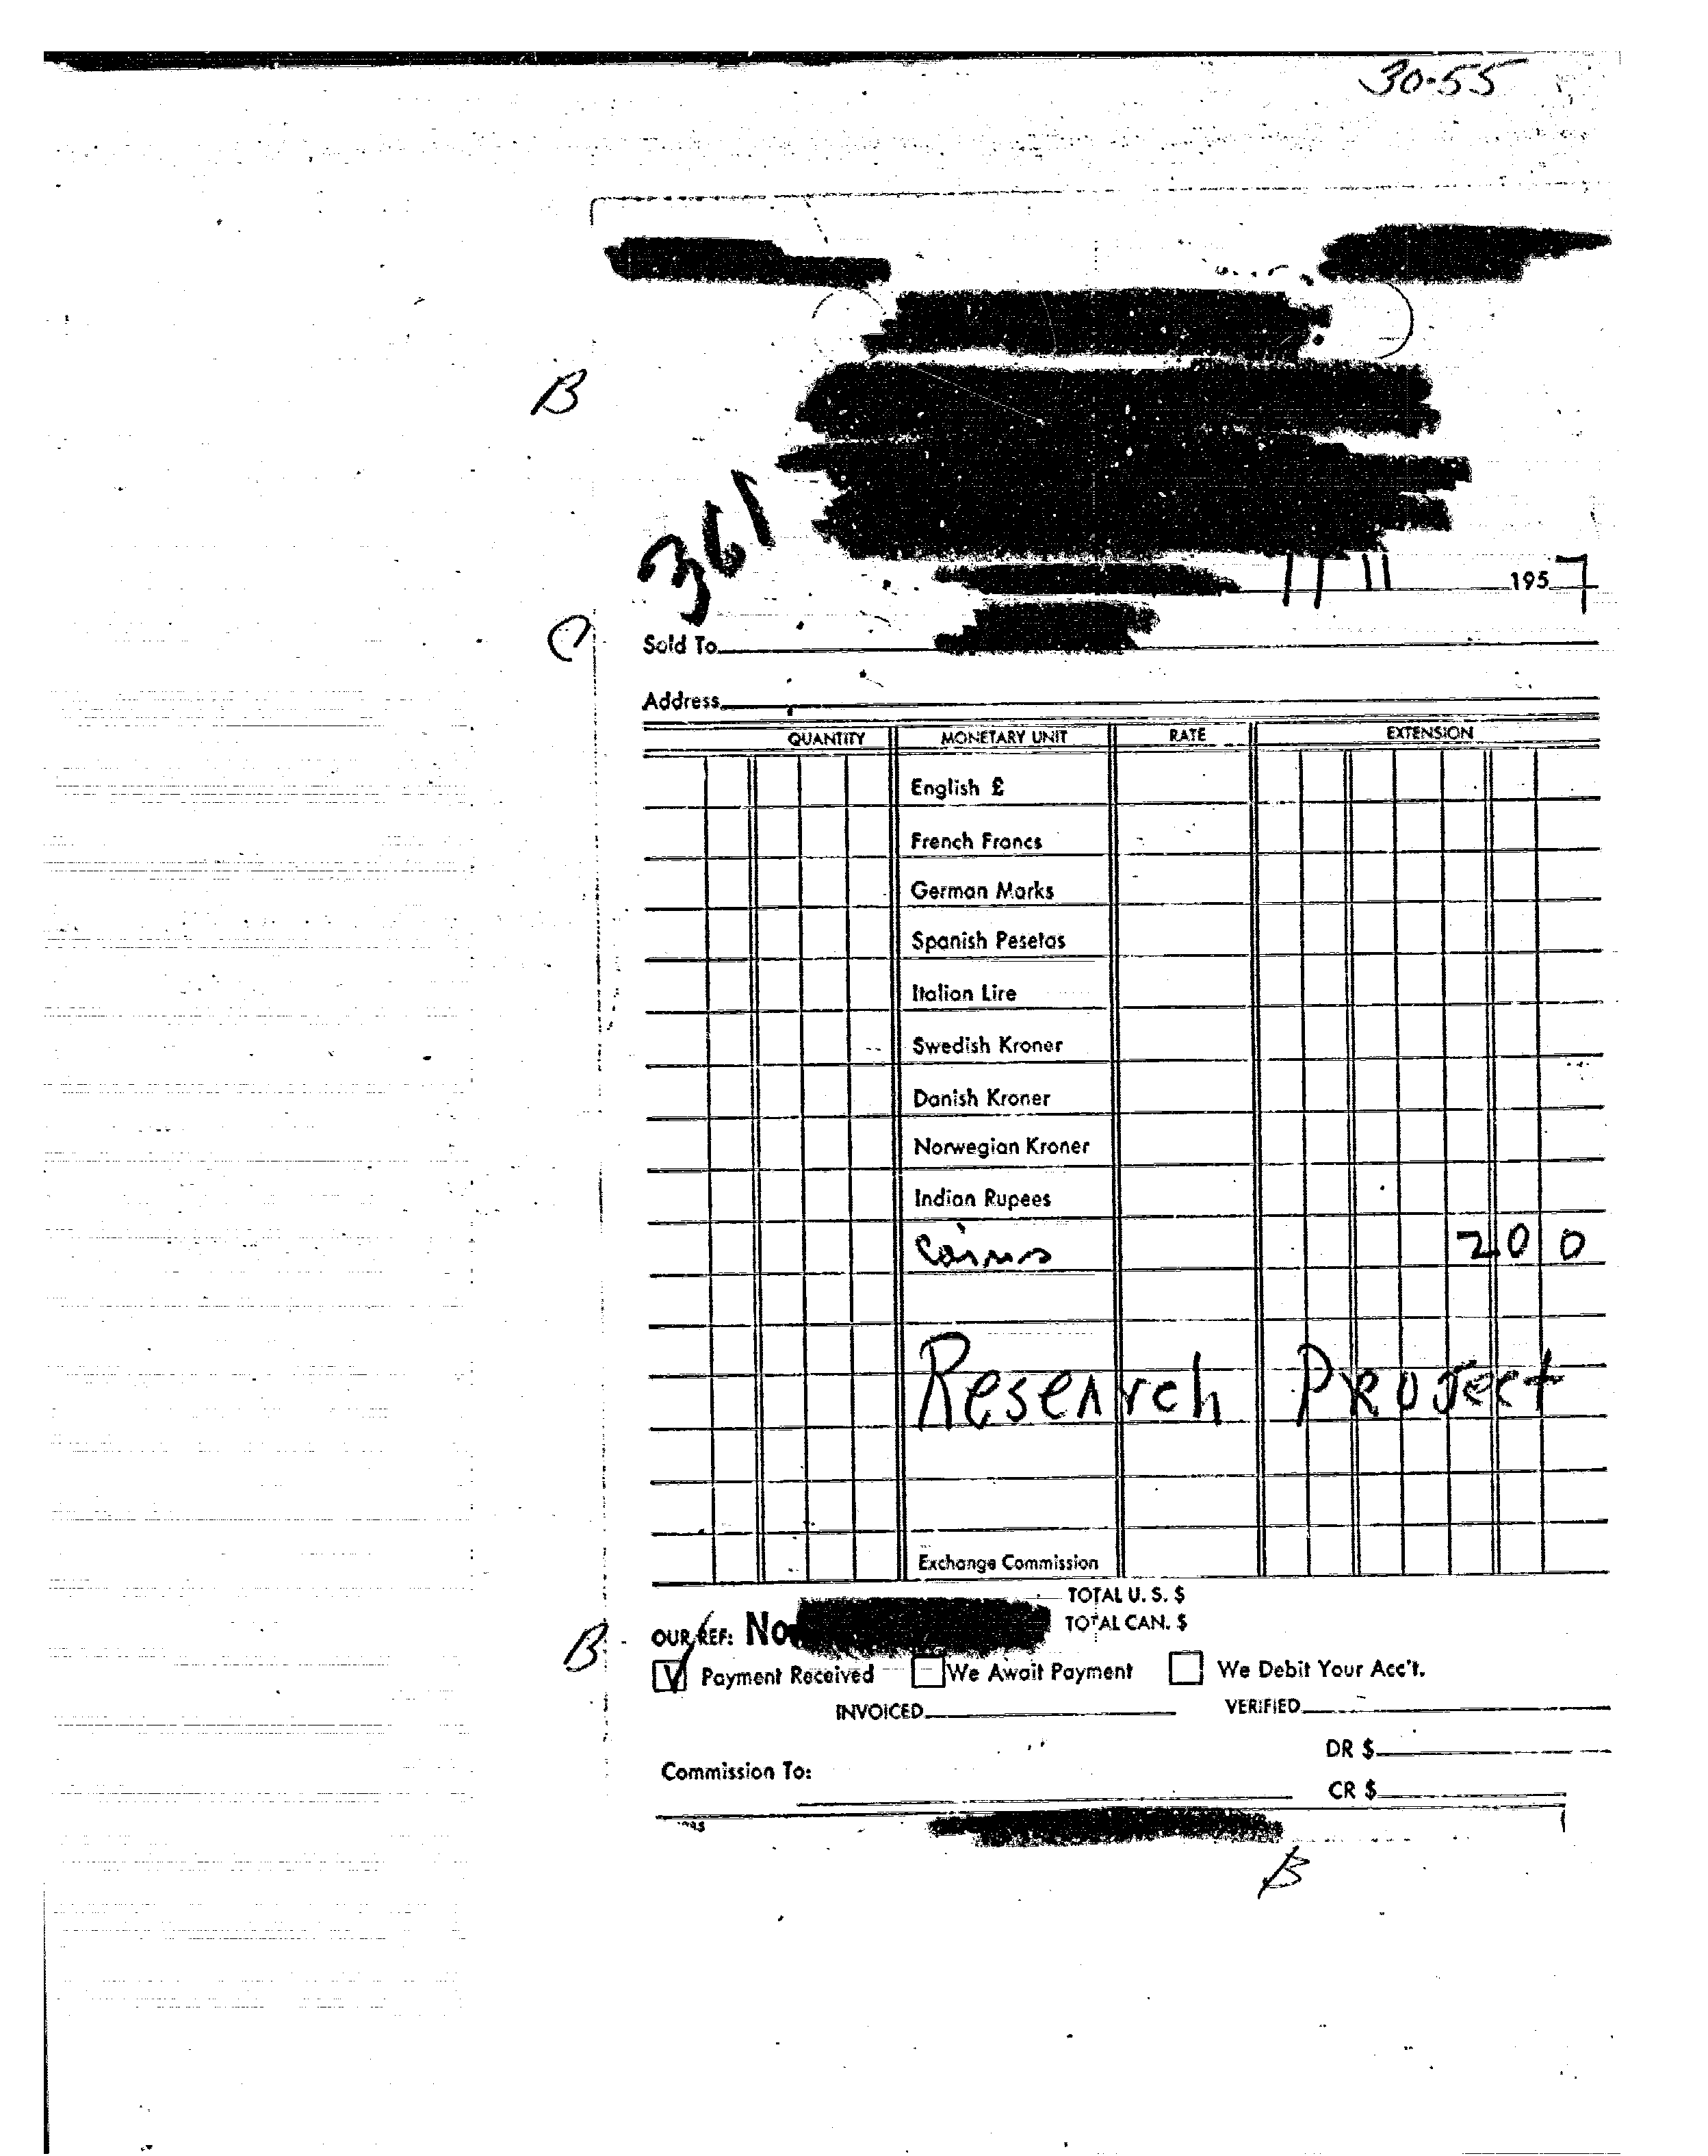 30-55
B
361
11 11 1957
C
Sold To
Address
QUANTITY MONETARY UNIT RATE EXTENSION
English £
French Francs
German Marks
Spanish Pesetas
Italian Lire
Swedish Kroner
Danish Kroner
Norwegian Kroner
Indian Rupees
Coins 2 0 0
Research Project
Exchange Commission
TOTAL U. S. $
B OUR REF: No TOTAL CAN. $
Payment Received We Await Payment We Debit Your Acc't.
INVOICED VERIFIED
DR $
Commission To:
CR $
B